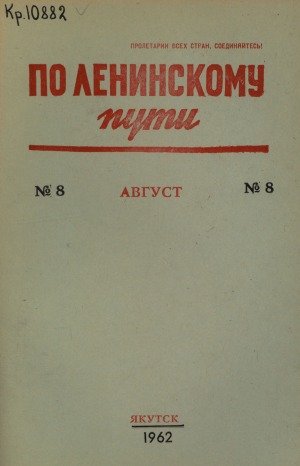 Кр.10882
ПРОЛЕТАРИИ ВСЕХ СТРАН, СОЕДИНЯЙТЕСЬ!
ПО ЛЕНИНСКОМУ
пути
№ 8 АВГУСТ № 8
ЯКУТСК
1962